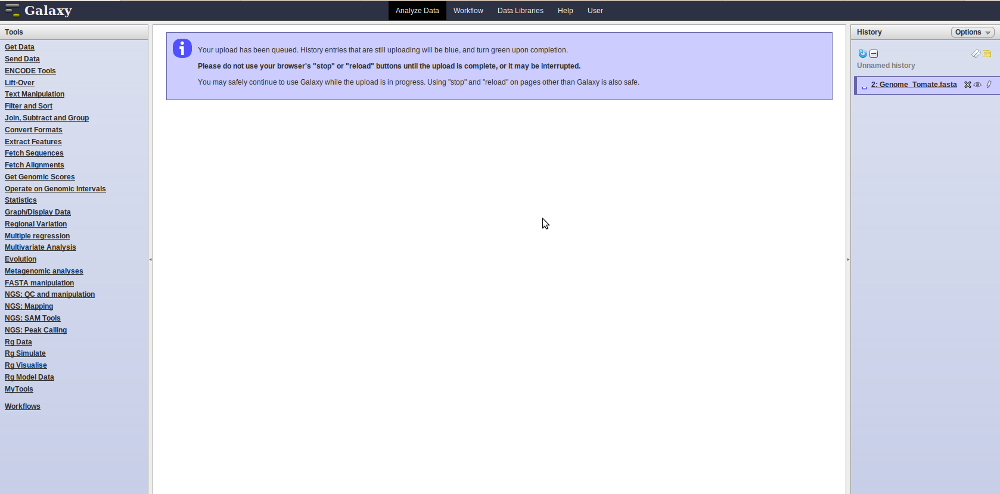 Galaxy
Analyze Data
Workflow
Data Libraries
Help
User
Tools
Get Data
Send Data
ENCODE Tools
Lift-Over
Text Manipulation
Filter and Sort
Join, Subtract and Group
Convert Formats
Extract Features
Fetch Sequences
Fetch Alignments
Get Genomic Scores
Operate on Genomic Intervals
Statistics
Graph/Display Data
Regional Variation
Multiple regression
Multivariate Analysis
Evolution
Metagenomic analyses
FASTA manipulation
NGS: QC and manipulation
NGS: Mapping
NGS: SAM Tools
NGS: Peak Calling
Rg Data
Rg Simulate
Rg Visualise
Rg Model Data
MyTools
Workflows
Your upload has been queued. History entries that are still uploading will be blue, and turn green upon completion.
Please do not use your browser's "stop" or "reload" buttons until the upload is complete, or it may be interrupted.
You may safely continue to use Galaxy while the upload is in progress. Using "stop" and "reload" on pages other than Galaxy is also safe.
History
Options
Unnamed history
2: Genome_Tomate.fasta